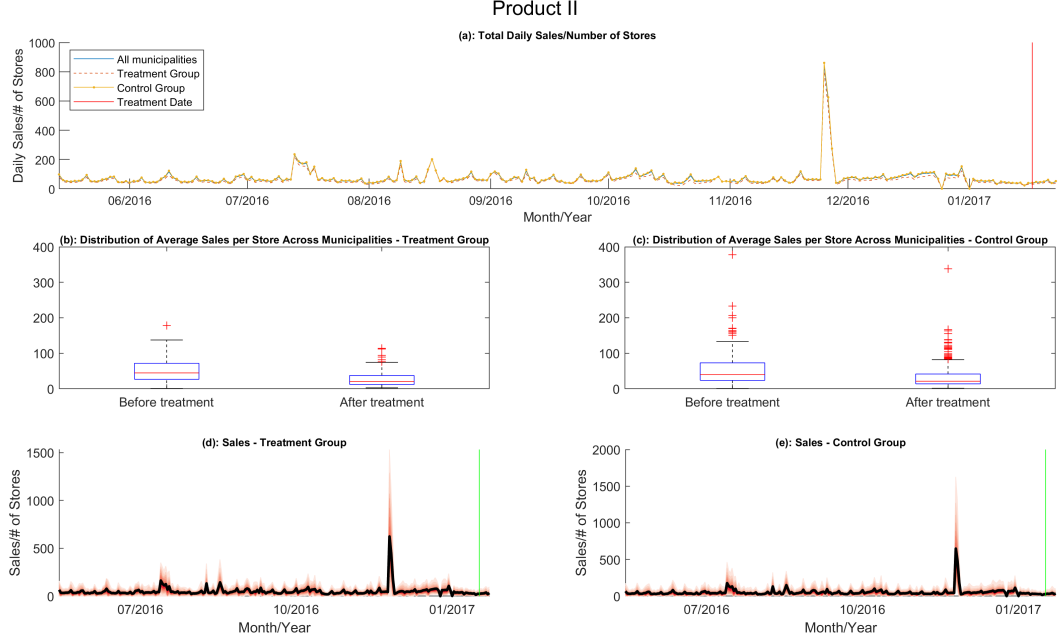 Product II
(a): Total Daily Sales/Number of Stores
Daily Sales/# of Stores
1000
800
600
400
200
0
All municipalities
Treatment Group
Control Group
Treatment Date
06/2016 07/2016 08/2016 09/2016 10/2016 11/2016 12/2016 01/2017
Month/Year
(b): Distribution of Average Sales per Store Across Municipalities - Treatment Group
400
300
200
100
0
Before treatment After treatment
(c): Distribution of Average Sales per Store Across Municipalities - Control Group
400
300
200
100
0
Before treatment After treatment
(d): Sales - Treatment Group
Sales/# of Stores
1500
1000
500
0
07/2016 10/2016 01/2017
Month/Year
(e): Sales - Control Group
Sales/# of Stores
2000
1500
1000
500
0
07/2016 10/2016 01/2017
Month/Year